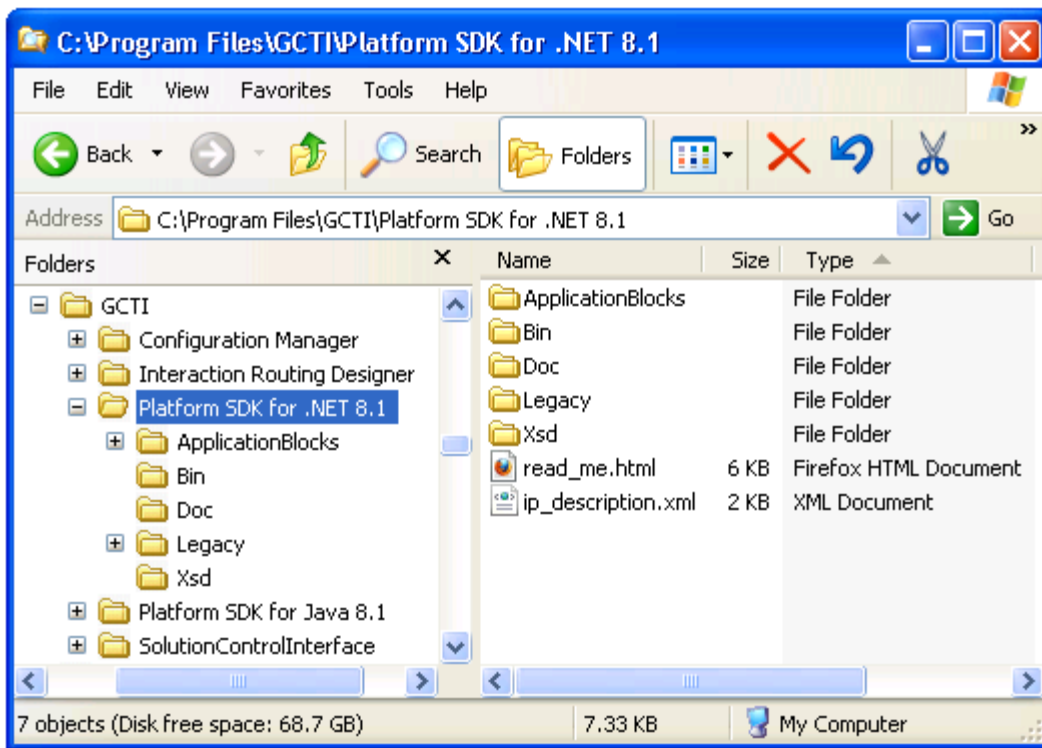 C:\Program Files\GCTI\Platform SDK for .NET 8.1
File Edit View Favorites Tools Help
Back Search Folders »
Address C:\Program Files\GCTI\Platform SDK for .NET 8.1 Go
Folders
GCTI
Configuration Manager
Interaction Routing Designer
Platform SDK for .NET 8.1
ApplicationBlocks
Bin
Doc
Legacy
Xsd
Platform SDK for Java 8.1
SolutionControlInterface
Name Size Type
ApplicationBlocks File Folder
Bin File Folder
Doc File Folder
Legacy File Folder
Xsd File Folder
read_me.html 6 KB Firefox HTML Document
ip_description.xml 2 KB XML Document
7 objects (Disk free space: 68.7 GB) 7.33 KB My Computer